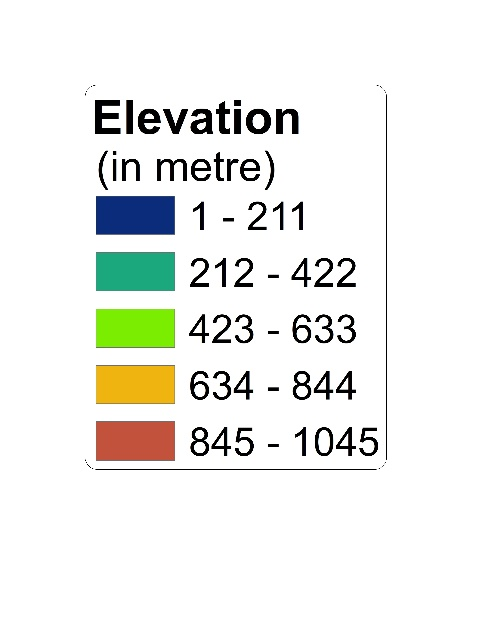 Elevation
(in metre)
1 - 211
212 - 422
423 - 633
634 - 844
845 - 1045